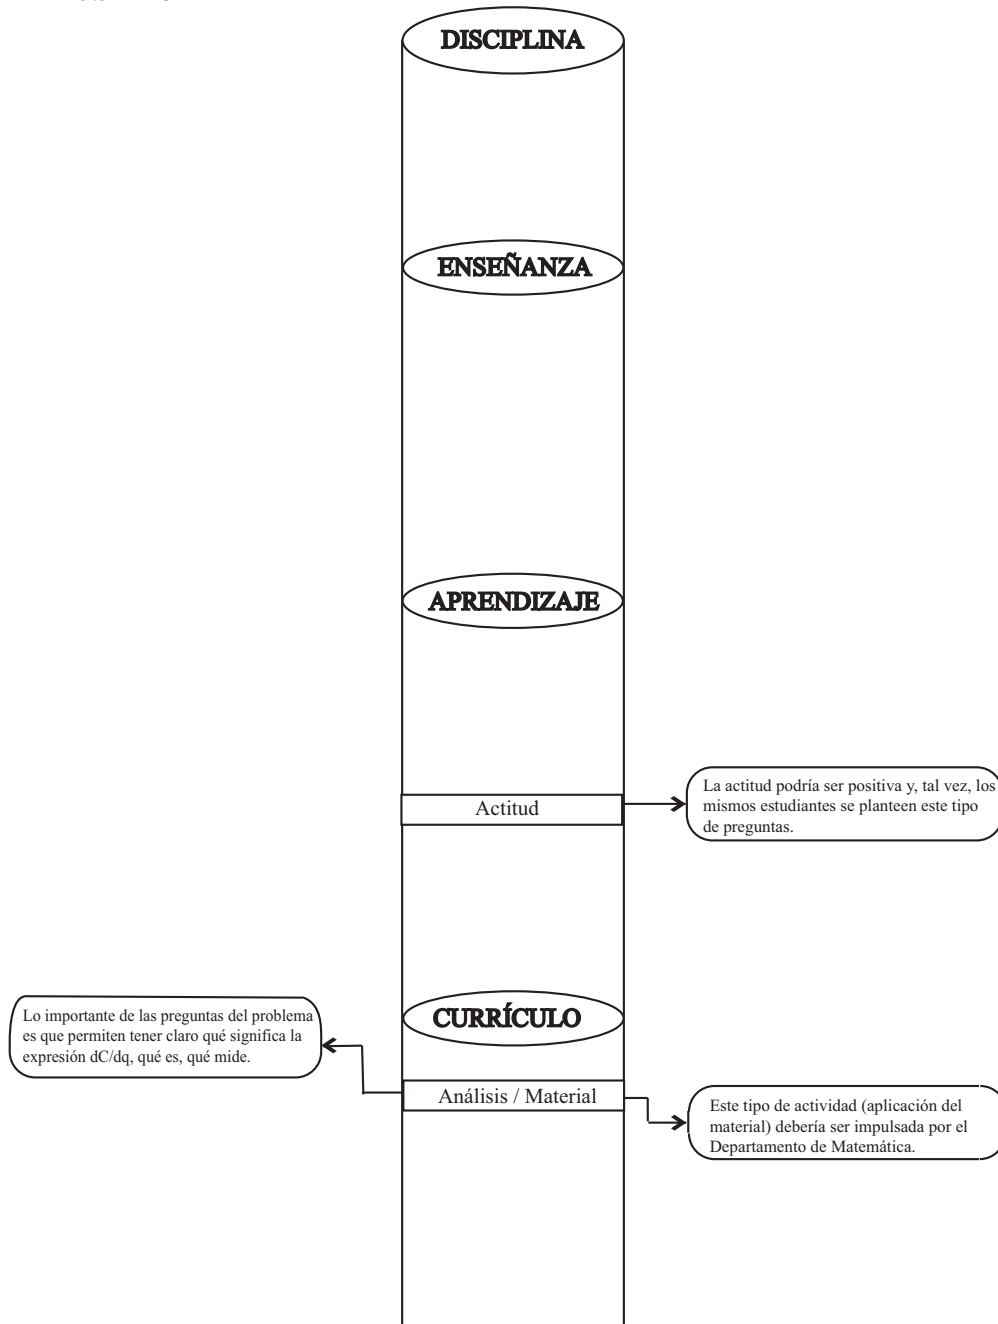 DISCIPLINA
ENSEÑANZA
APRENDIZAJE
Actitud
La actitud podría ser positiva y, tal vez, los
mismos estudiantes se planteen este tipo
de preguntas.
CURRÍCULO
Lo importante de las preguntas del problema
es que permiten tener claro qué significa la
expresión dC/dq, qué es, qué mide.
Análisis / Material
Este tipo de actividad (aplicación del
material) debería ser impulsada por el
Departamento de Matemática.